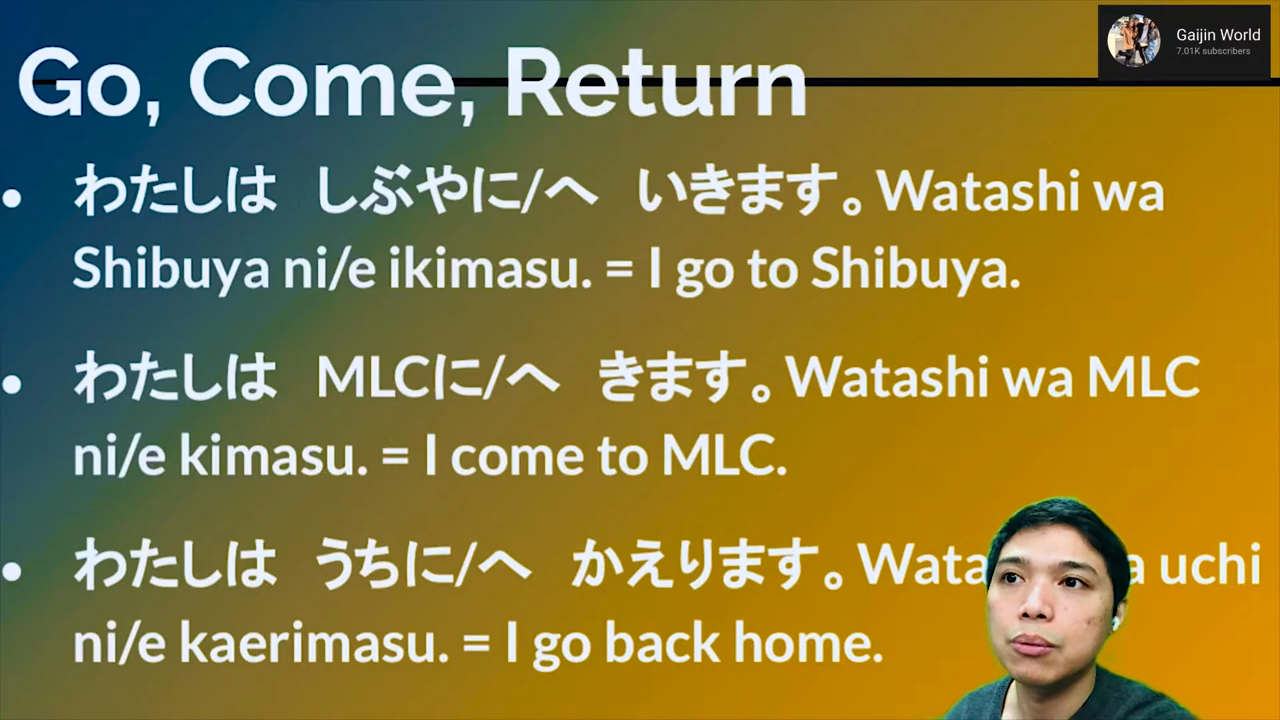 Gaijin World
7.01K subscribers
Go, Come, Return
• わたしは　しぶやに/へ　いきます。Watashi wa
Shibuya ni/e ikimasu. = I go to Shibuya.
• わたしは　MLCに/へ　きます。Watashi wa MLC
ni/e kimasu. = I come to MLC.
• わたしは　うちに/へ　かえります。 uchi
ni/e kaerimasu. = I go back home.